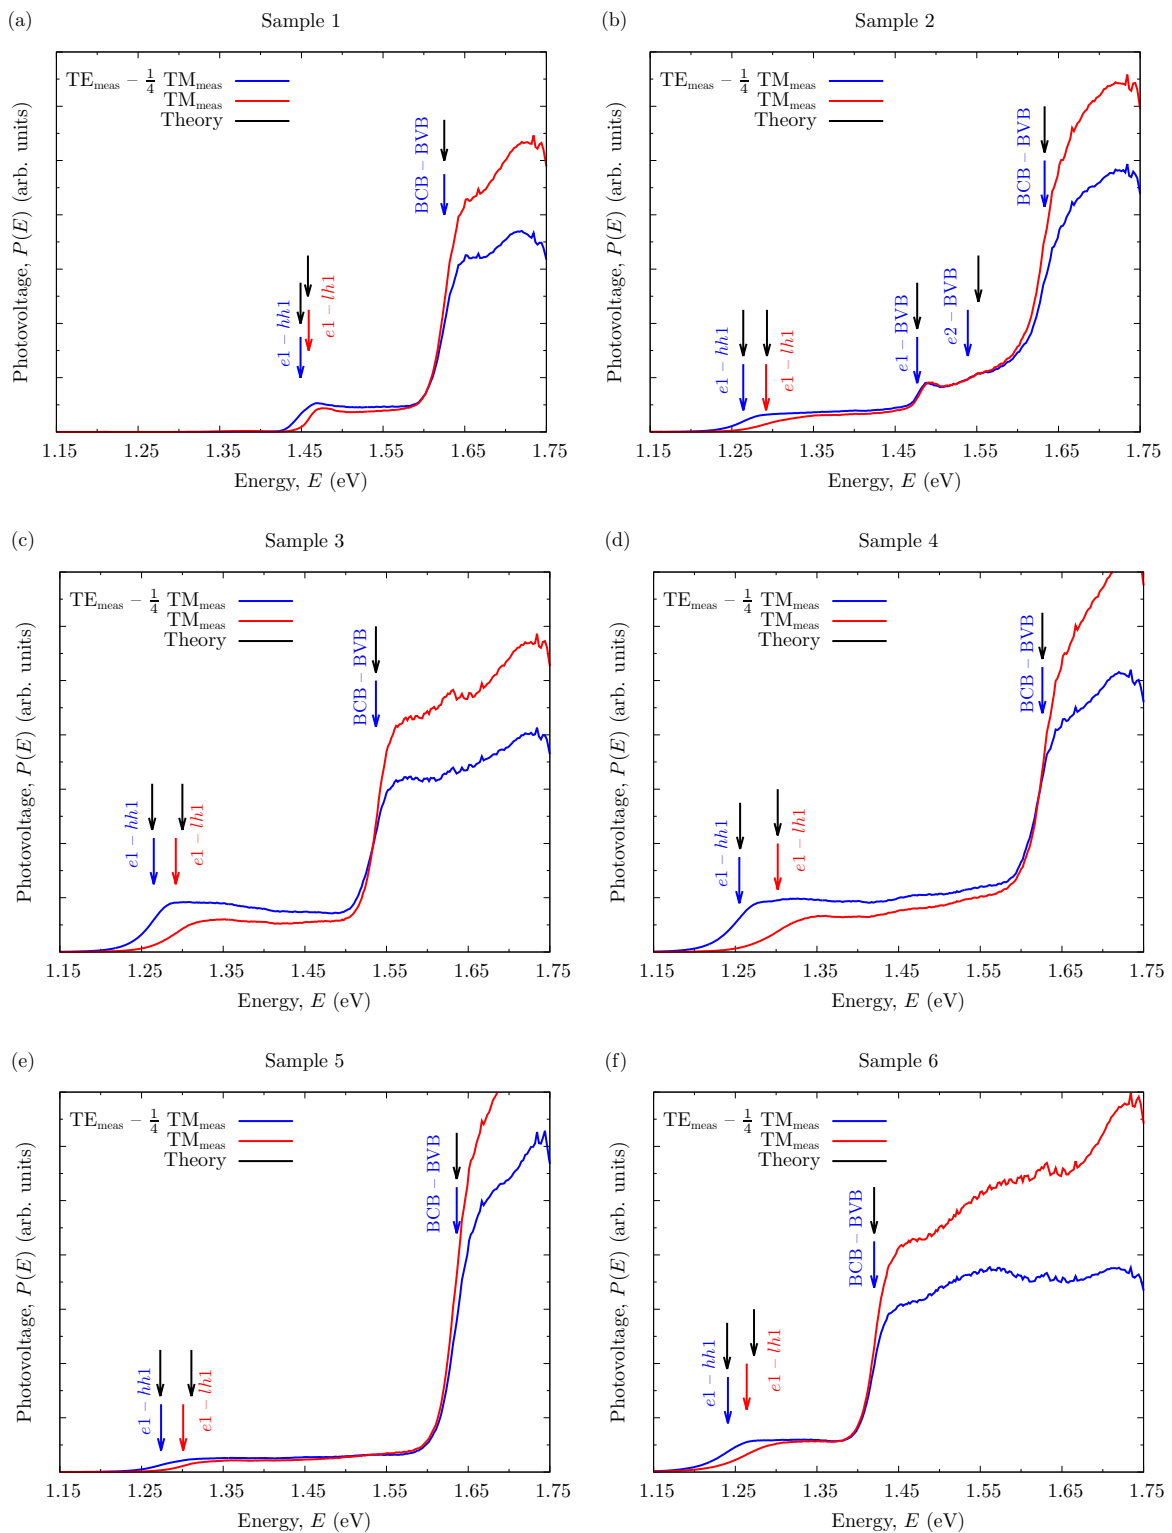 (a)
Sample 1
TEmeas − 1/4 TMmeas
TMmeas
Theory
BCB − BVB
e1 − hh1
e1 − lh1
Photovoltage, P(E) (arb. units)
1.15 1.25 1.35 1.45 1.55 1.65 1.75
Energy, E (eV)
(b)
Sample 2
TEmeas − 1/4 TMmeas
TMmeas
Theory
BCB − BVB
e1 − hh1
e1 − lh1
e1 − BVB
e2 − BVB
Photovoltage, P(E) (arb. units)
1.15 1.25 1.35 1.45 1.55 1.65 1.75
Energy, E (eV)
(c)
Sample 3
TEmeas − 1/4 TMmeas
TMmeas
Theory
BCB − BVB
e1 − hh1
e1 − lh1
Photovoltage, P(E) (arb. units)
1.15 1.25 1.35 1.45 1.55 1.65 1.75
Energy, E (eV)
(d)
Sample 4
TEmeas − 1/4 TMmeas
TMmeas
Theory
BCB − BVB
e1 − hh1
e1 − lh1
Photovoltage, P(E) (arb. units)
1.15 1.25 1.35 1.45 1.55 1.65 1.75
Energy, E (eV)
(e)
Sample 5
TEmeas − 1/4 TMmeas
TMmeas
Theory
BCB − BVB
e1 − hh1
e1 − lh1
Photovoltage, P(E) (arb. units)
1.15 1.25 1.35 1.45 1.55 1.65 1.75
Energy, E (eV)
(f)
Sample 6
TEmeas − 1/4 TMmeas
TMmeas
Theory
BCB − BVB
e1 − hh1
e1 − lh1
Photovoltage, P(E) (arb. units)
1.15 1.25 1.35 1.45 1.55 1.65 1.75
Energy, E (eV)